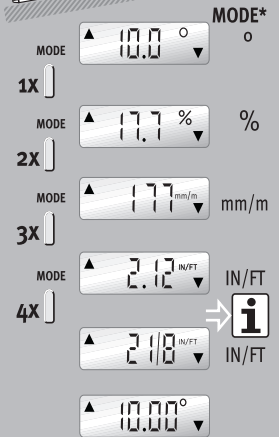 MODE*
10.0 ° °
MODE
1X
17.7 % %
MODE
2X
177 mm/m mm/m
MODE
3X
2.12 IN/FT IN/FT
MODE
4X
i
2 1/8 IN/FT IN/FT
10.00°